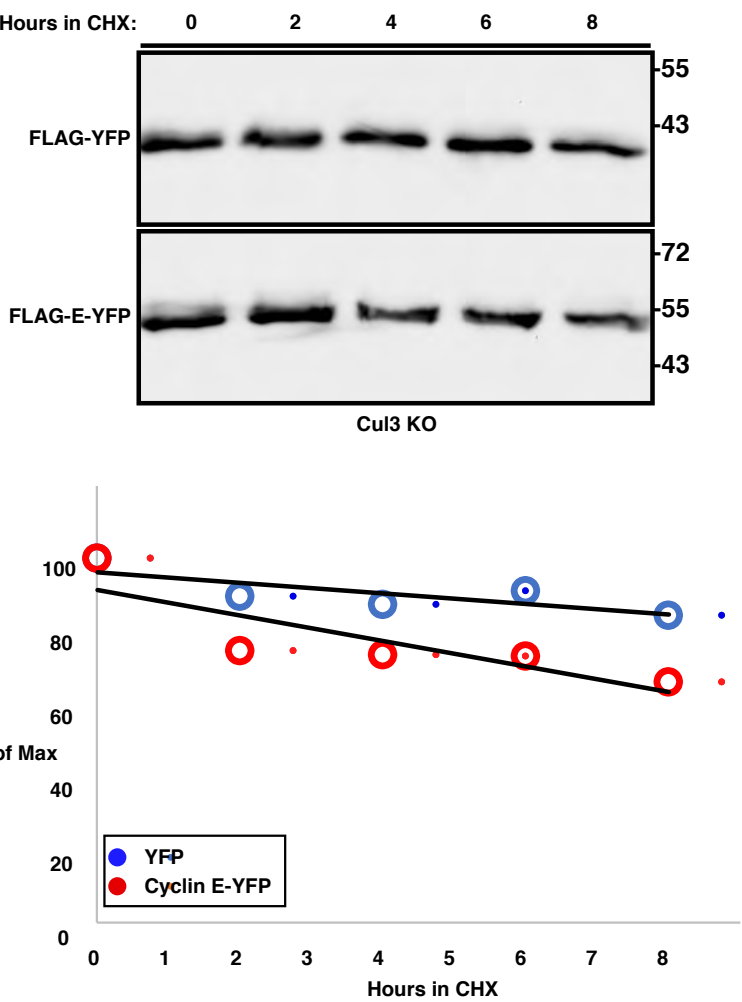 Hours in CHX: 0 2 4 6 8
-55
FLAG-YFP -43
-72
FLAG-E-YFP -55
-43
Cul3 KO
100
80
60
of Max
40
20
YFP
Cyclin E-YFP
0
0 1 2 3 4 5 6 7 8
Hours in CHX